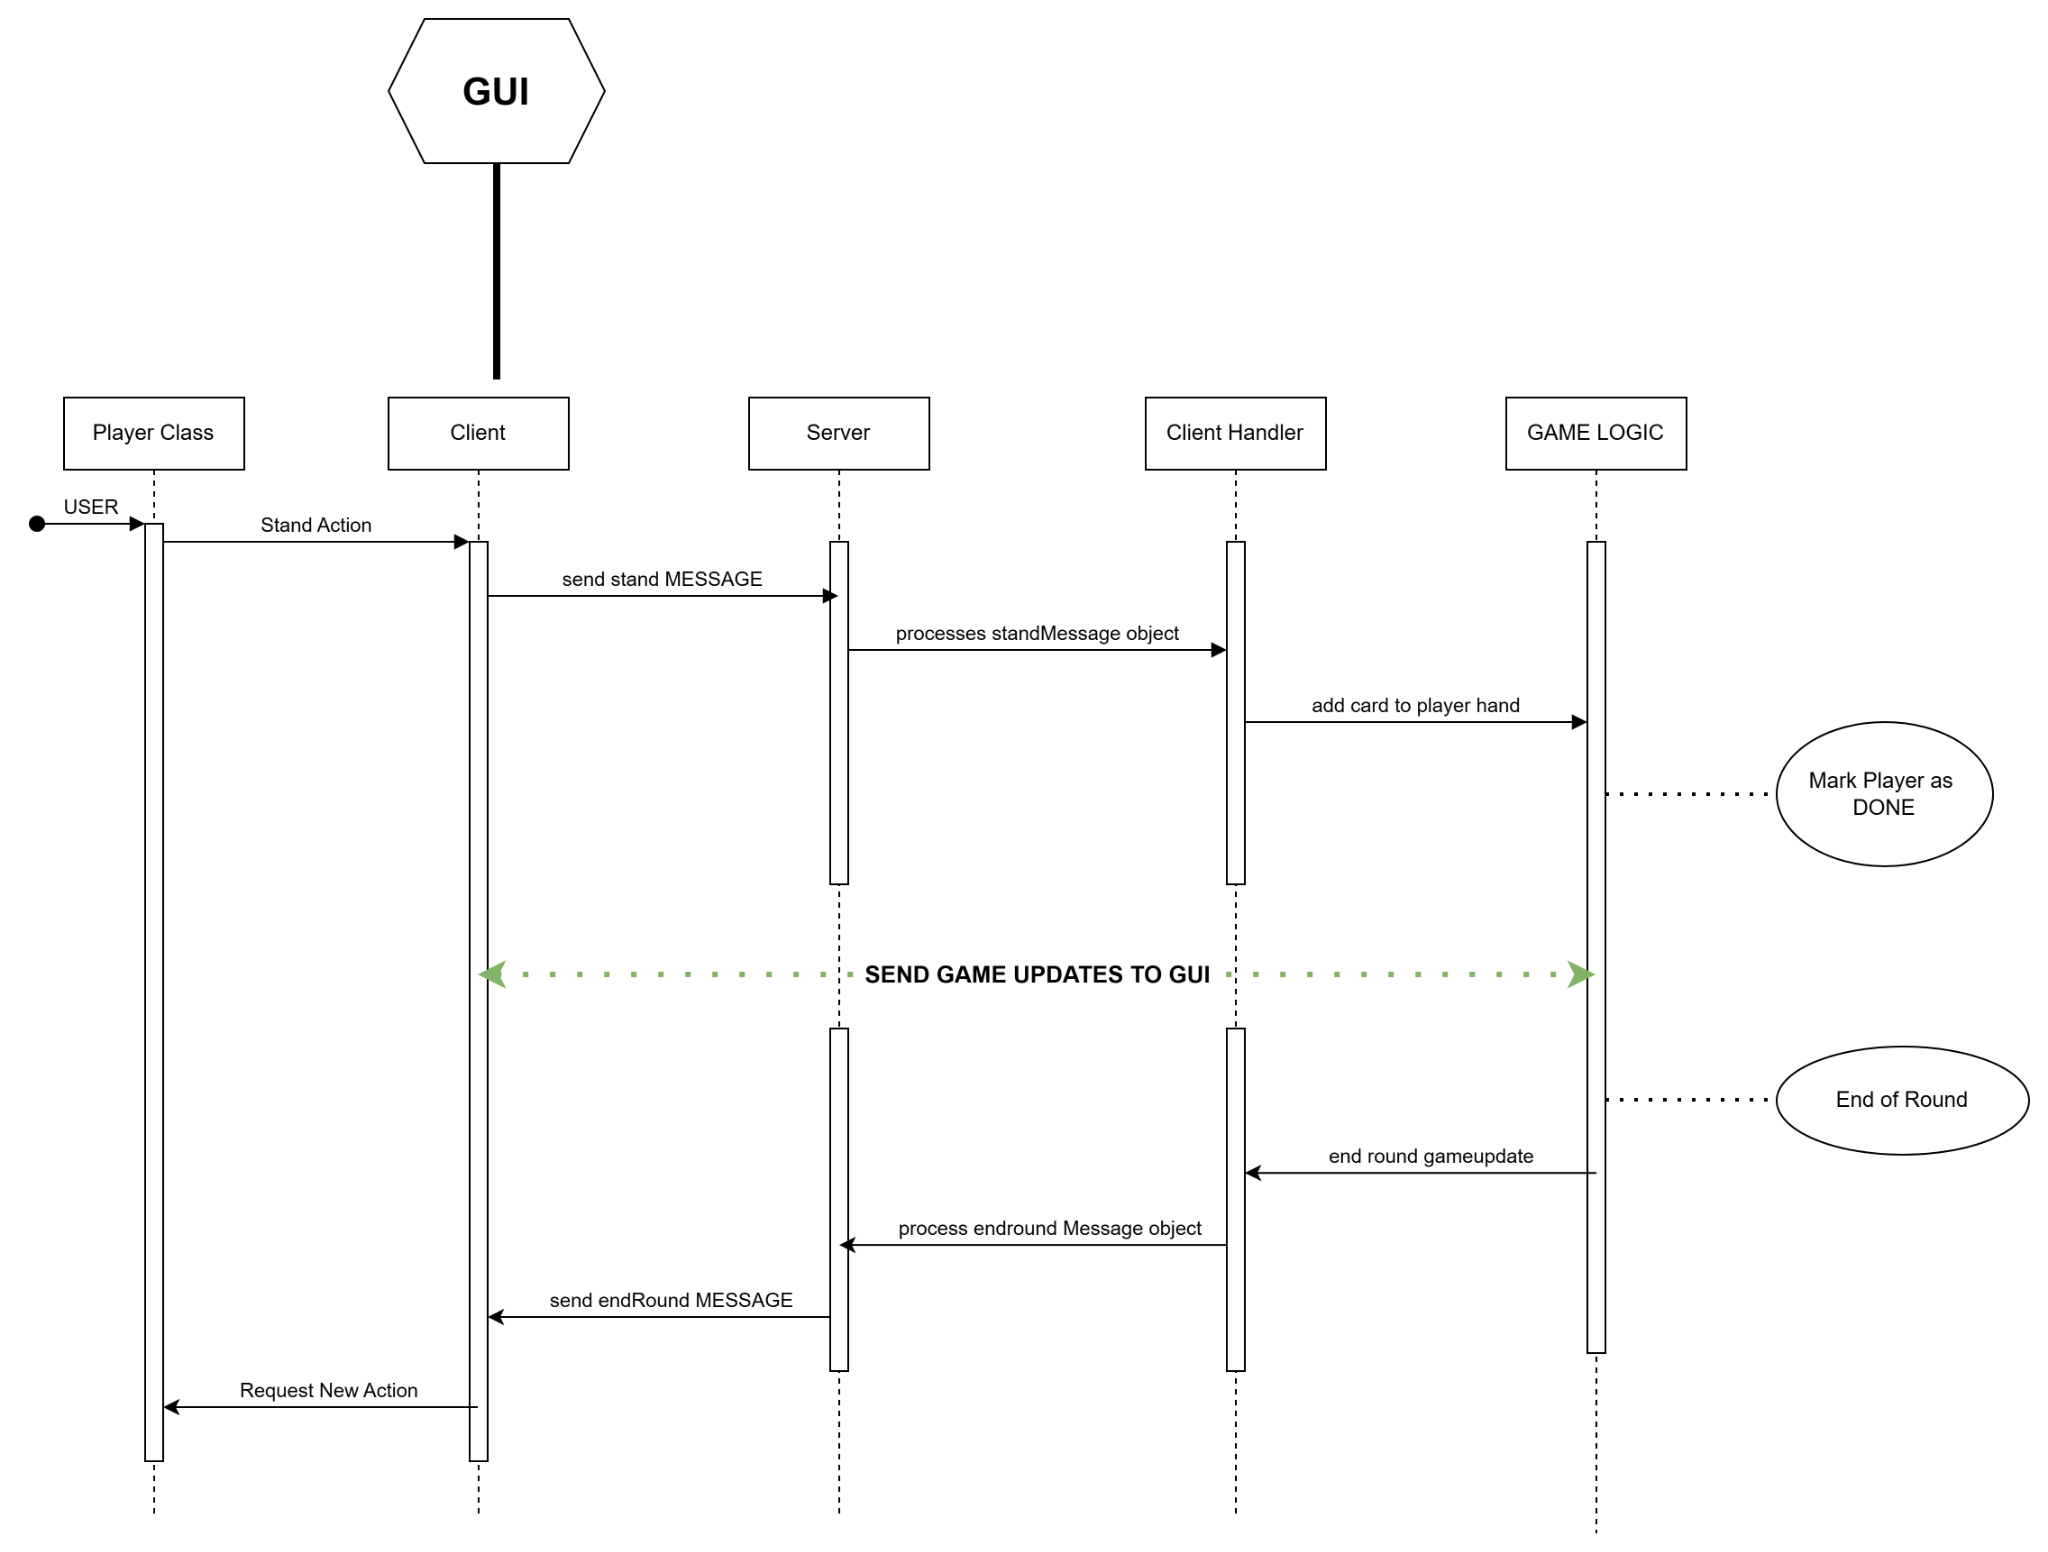 GUI
Player Class
Client
Server
Client Handler
GAME LOGIC
USER
Stand Action
send stand MESSAGE
processes standMessage object
add card to player hand
Mark Player as
DONE
SEND GAME UPDATES TO GUI
End of Round
end round gameupdate
process endround Message object
send endRound MESSAGE
Request New Action